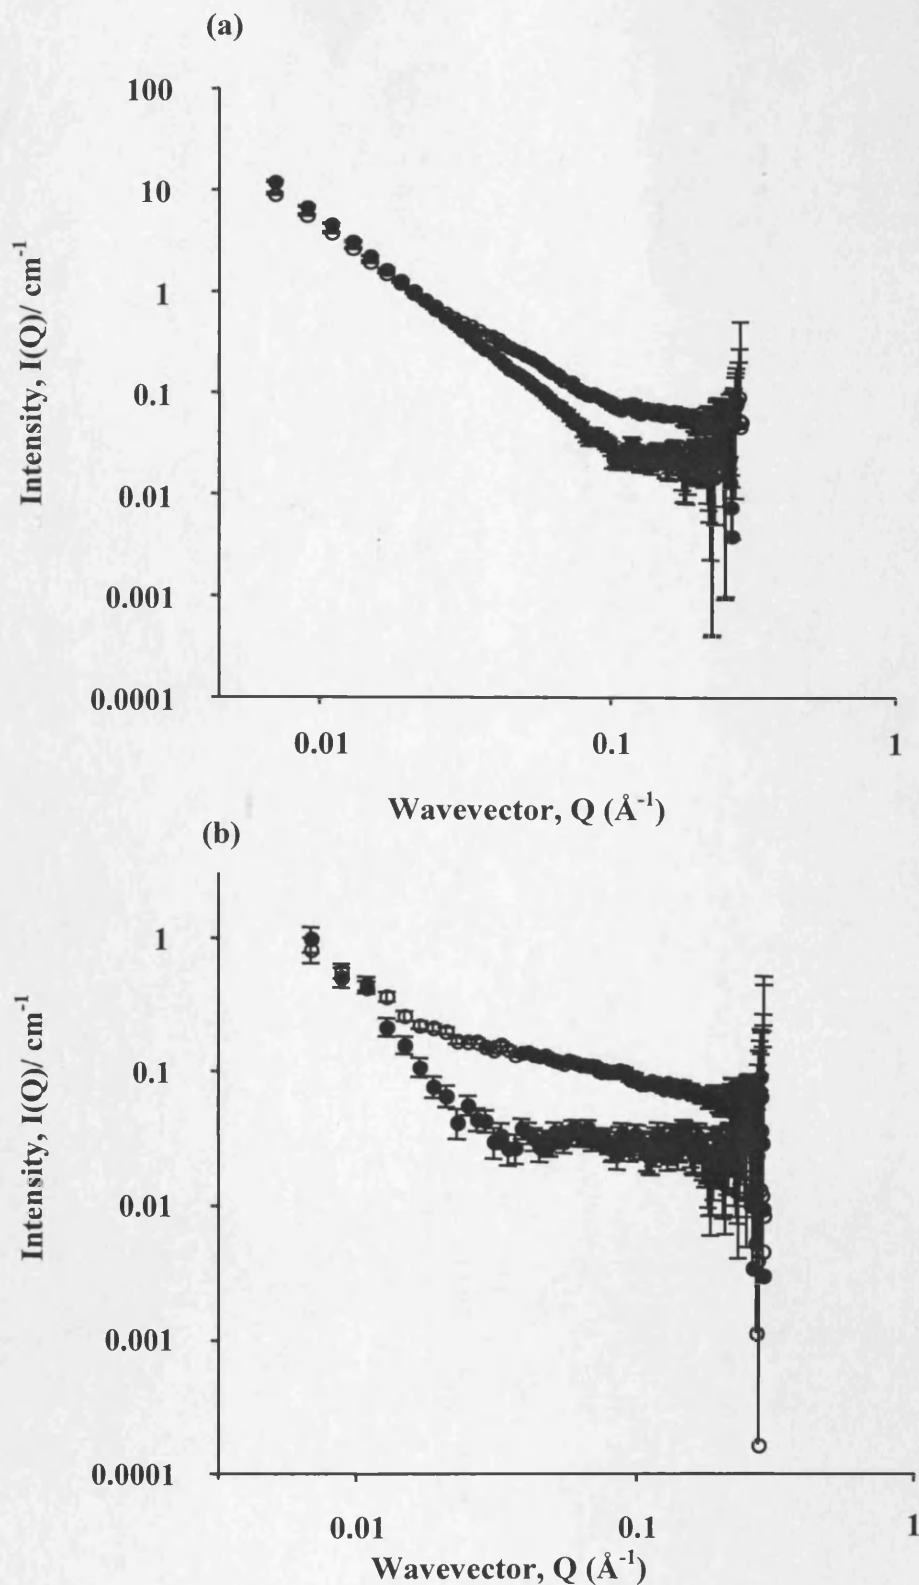 (a)
100
10
1
0.1
0.01
0.001
0.0001
0.01 0.1 1
Intensity, I(Q)/ cm⁻¹
Wavevector, Q (Å⁻¹)
(b)
1
0.1
0.01
0.001
0.0001
0.01 0.1 1
Intensity, I(Q)/ cm⁻¹
Wavevector, Q (Å⁻¹)